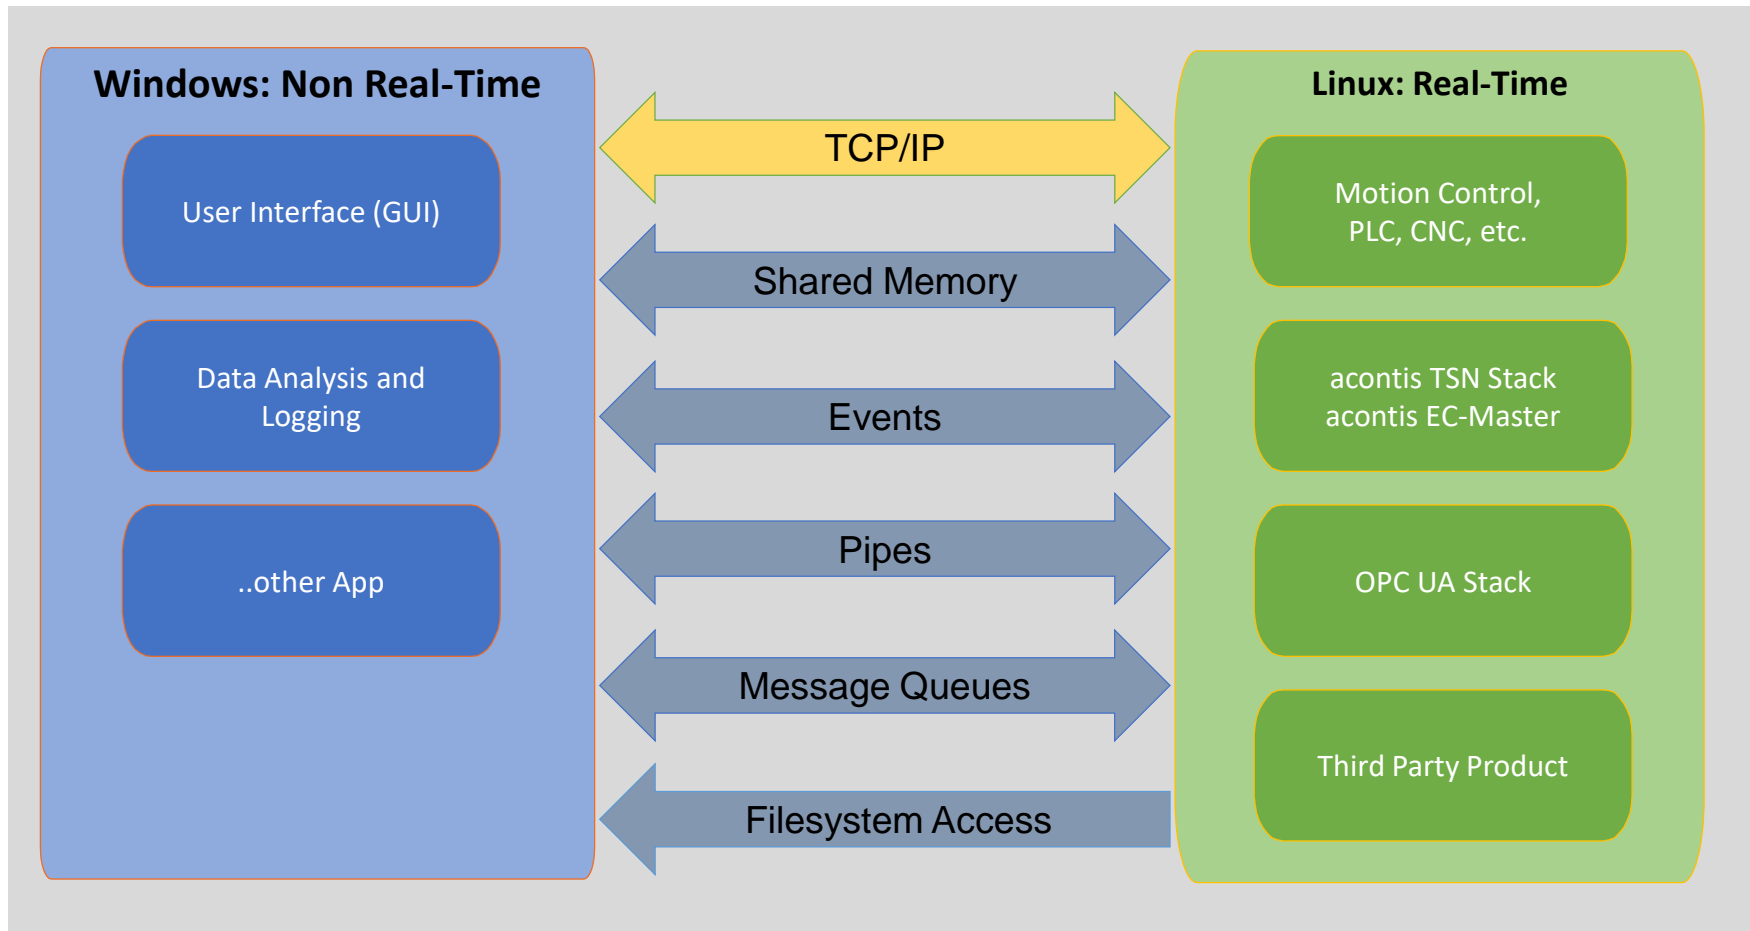 Windows: Non Real-Time
User Interface (GUI)
Data Analysis and
Logging
..other App
TCP/IP
Shared Memory
Events
Pipes
Message Queues
Filesystem Access
Linux: Real-Time
Motion Control,
PLC, CNC, etc.
acontis TSN Stack
acontis EC-Master
OPC UA Stack
Third Party Product